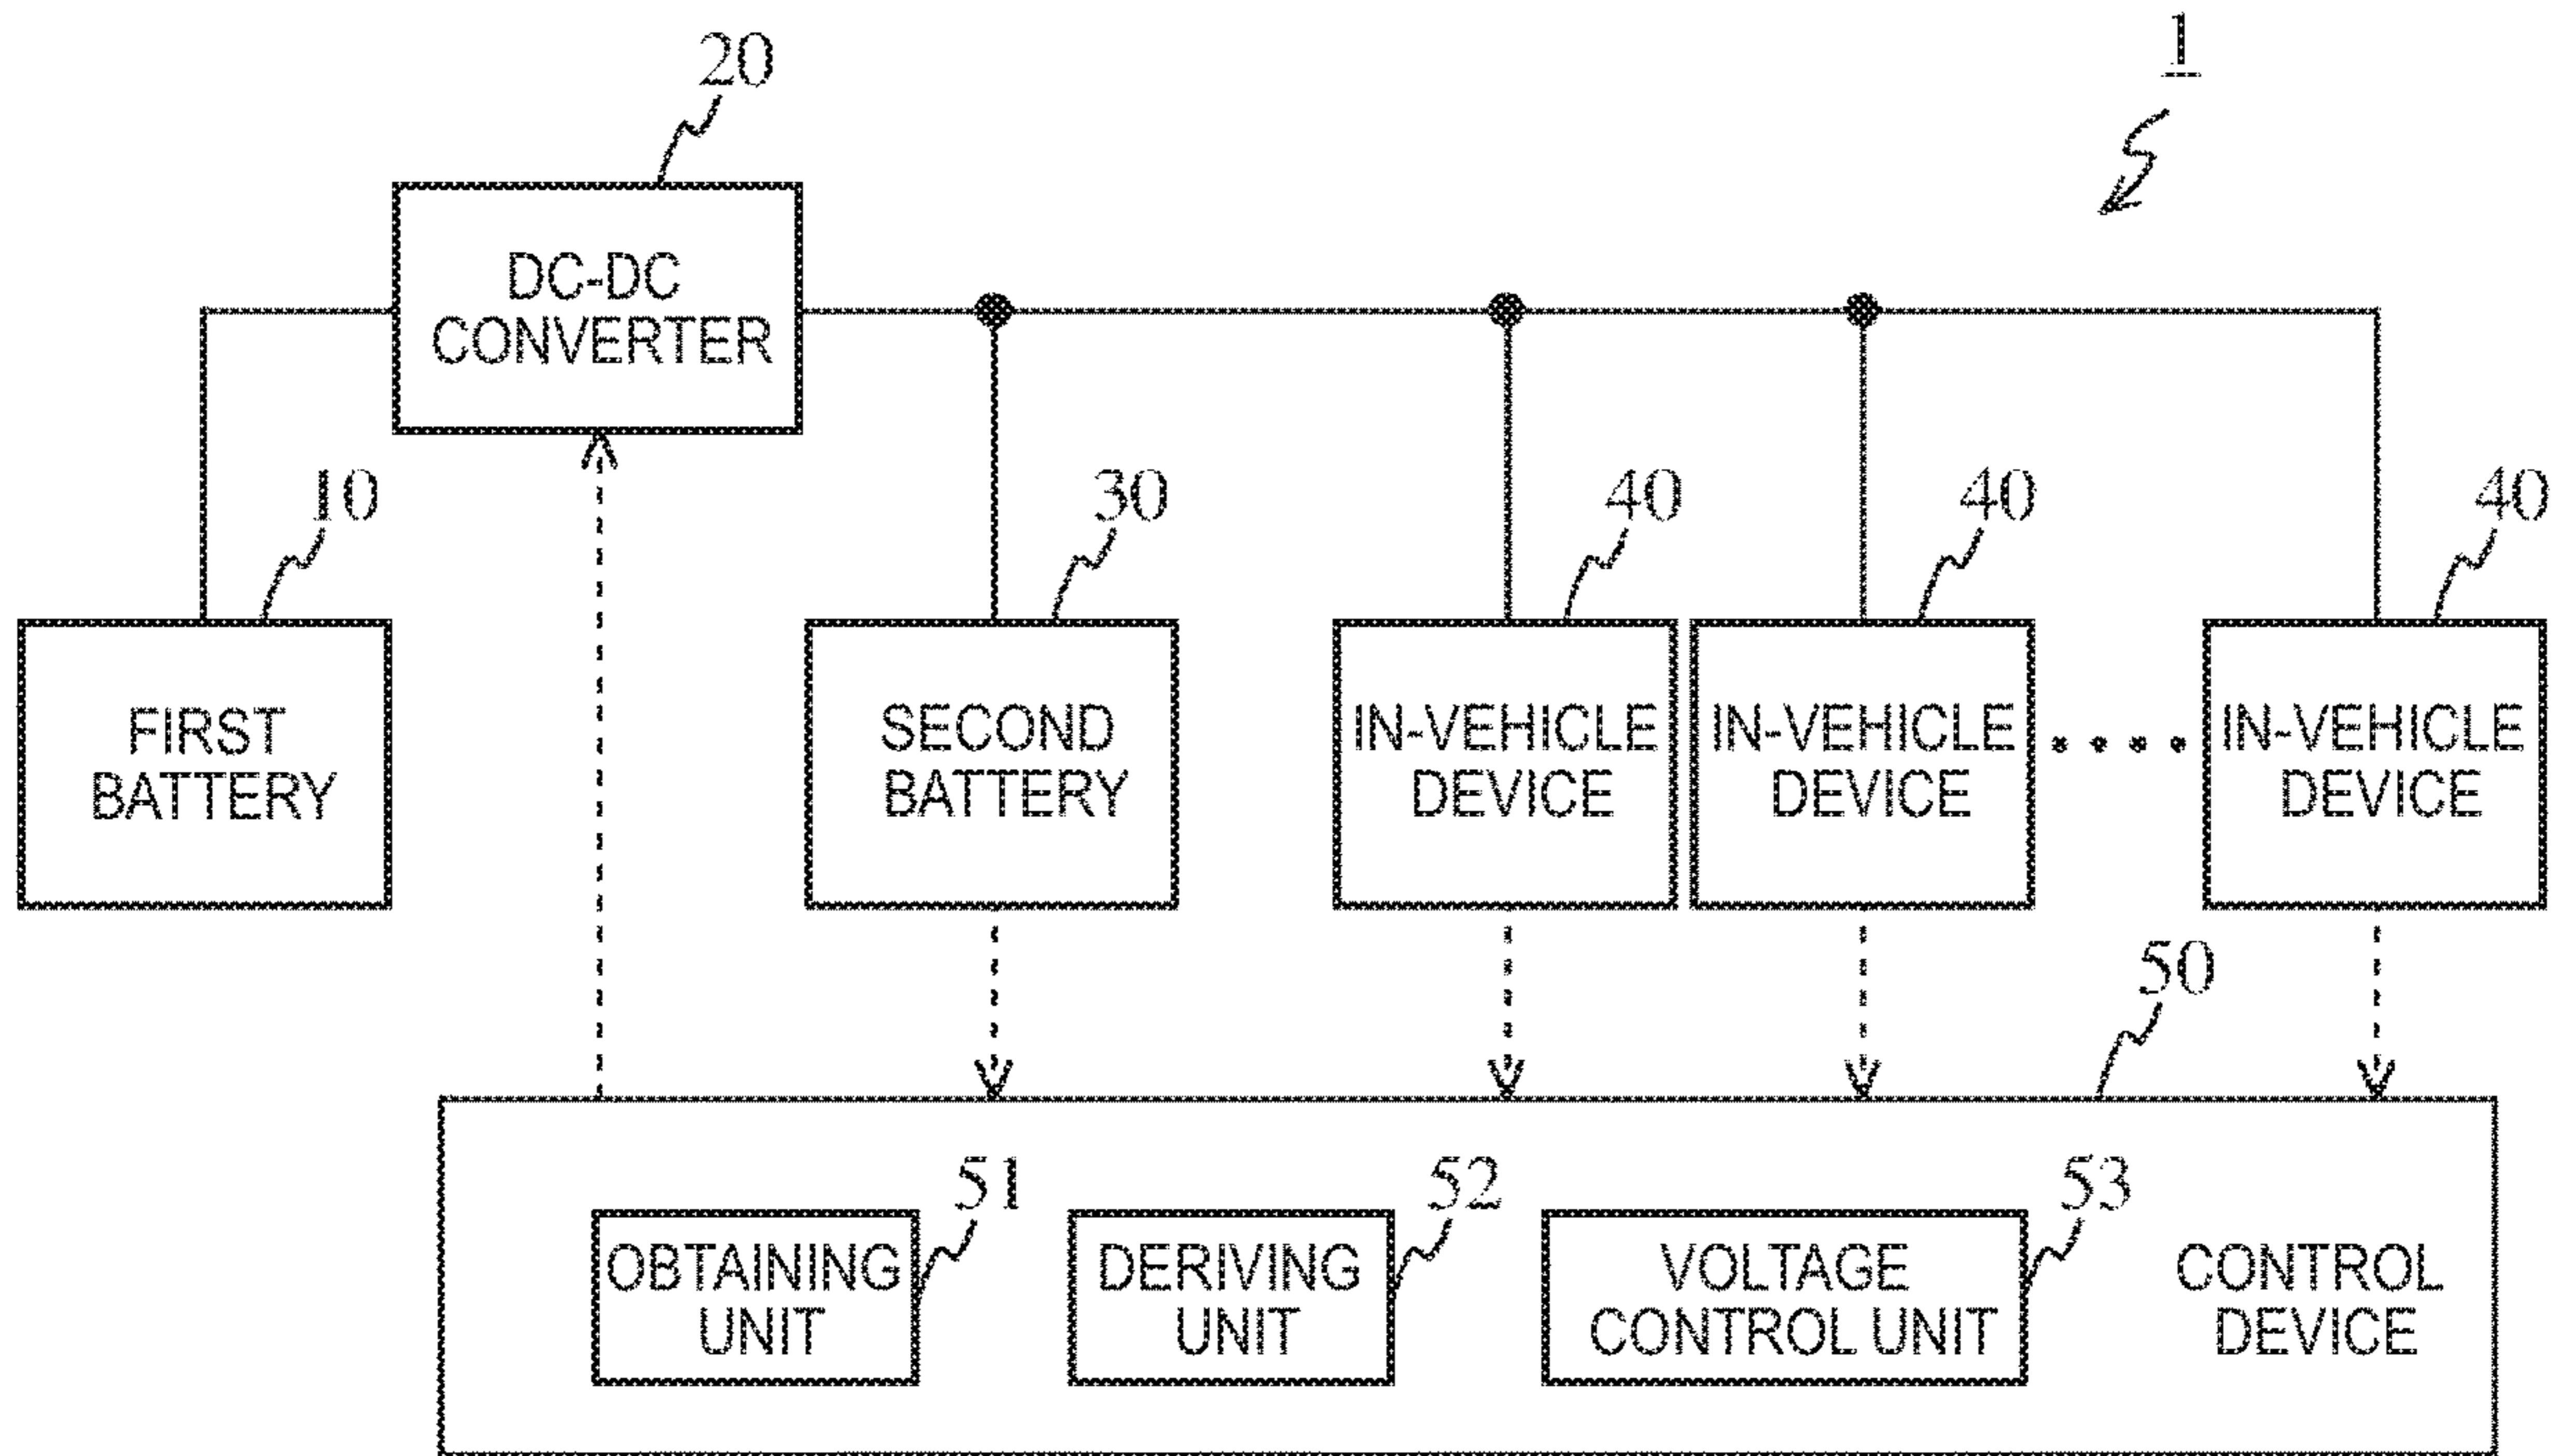 1
20
DC-DC
CONVERTER
10
30
40
40
40
FIRST
BATTERY
SECOND
BATTERY
IN-VEHICLE
DEVICE
IN-VEHICLE
DEVICE
IN-VEHICLE
DEVICE
50
51
52
53
OBTAINING
UNIT
DERIVING
UNIT
VOLTAGE
CONTROL UNIT
CONTROL
DEVICE